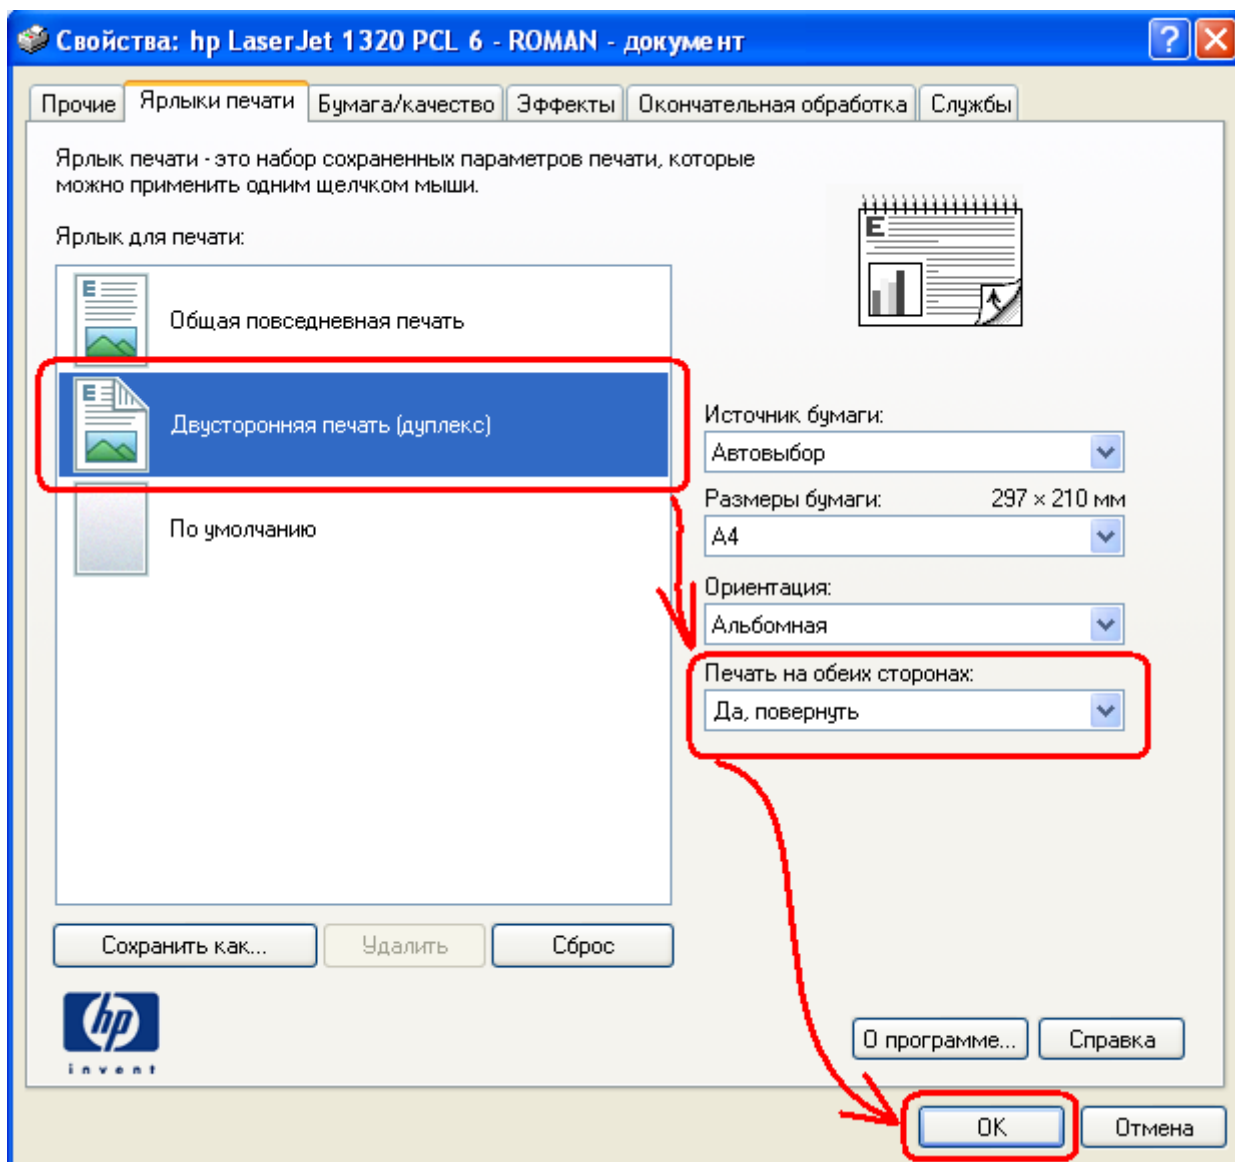 Свойства: hp LaserJet 1320 PCL 6 - ROMAN - документ
Прочие
Ярлыки печати
Бумага/качество
Эффекты
Окончательная обработка
Службы
Ярлык печати - это набор сохраненных параметров печати, которые
можно применить одним щелчком мыши.
Ярлык для печати:
E
Общая повседневная печать
E
Двусторонняя печать (дуплекс)
По умолчанию
E
Источник бумаги:
Автовыбор
Размеры бумаги: 297 × 210 мм
A4
Ориентация:
Альбомная
Печать на обеих сторонах:
Да, повернуть
Сохранить как...
Удалить
Сброс
hp
invent
О программе...
Справка
OK
Отмена